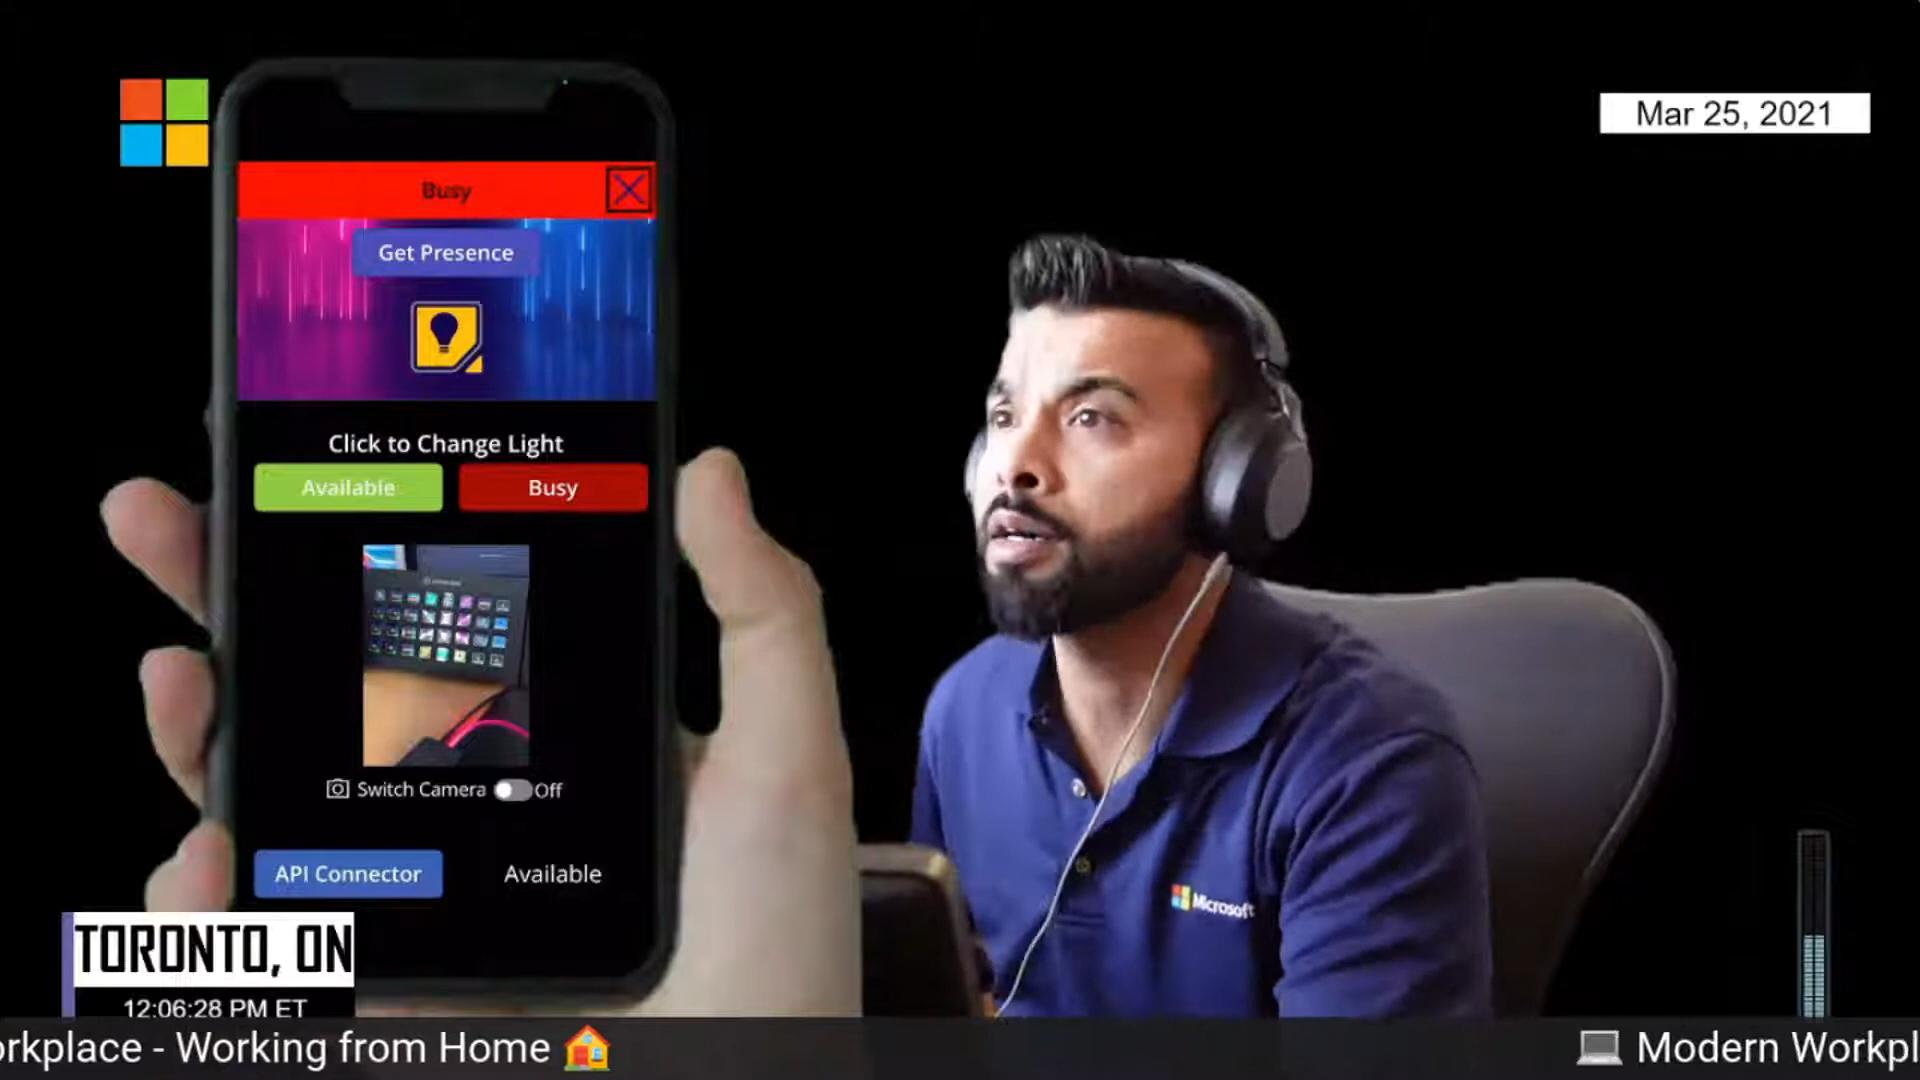 Mar 25, 2021
Busy
Get Presence
Click to Change Light
Available
Busy
Switch Camera
Off
API Connector
Available
Microsoft
TORONTO, ON
12:06:28 PM ET
orkplace - Working from Home
Modern Workpl